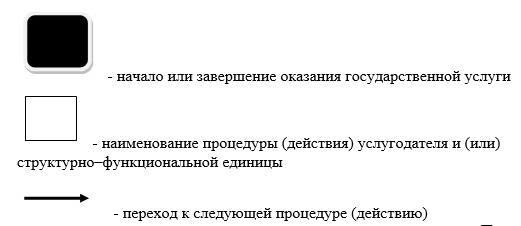 - начало или завершение оказания государственной услуги
- наименование процедуры (действия) услугодателя и (или)
структурно–функциональной единицы
- переход к следующей процедуре (действию)